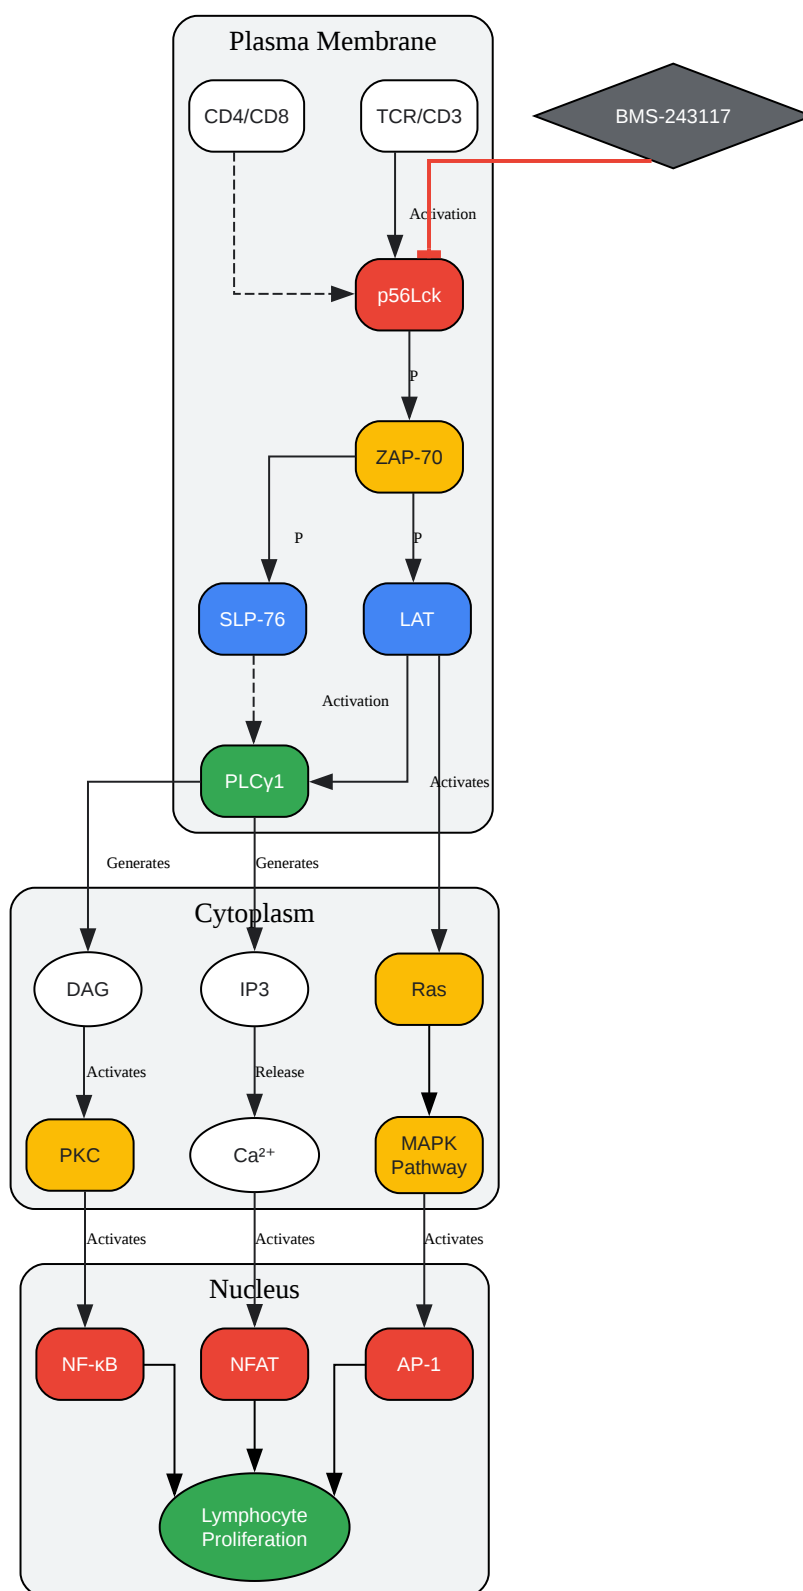 Plasma Membrane
CD4/CD8
TCR/CD3
BMS-243117
Activation
p56Lck
P
ZAP-70
P
P
SLP-76
LAT
Activation
PLCγ1
Activates
Generates
Generates
Cytoplasm
DAG
IP3
Ras
Activates
Release
PKC
Ca²⁺
MAPK
Pathway
Activates
Activates
Activates
Nucleus
NF-κB
NFAT
AP-1
Lymphocyte
Proliferation